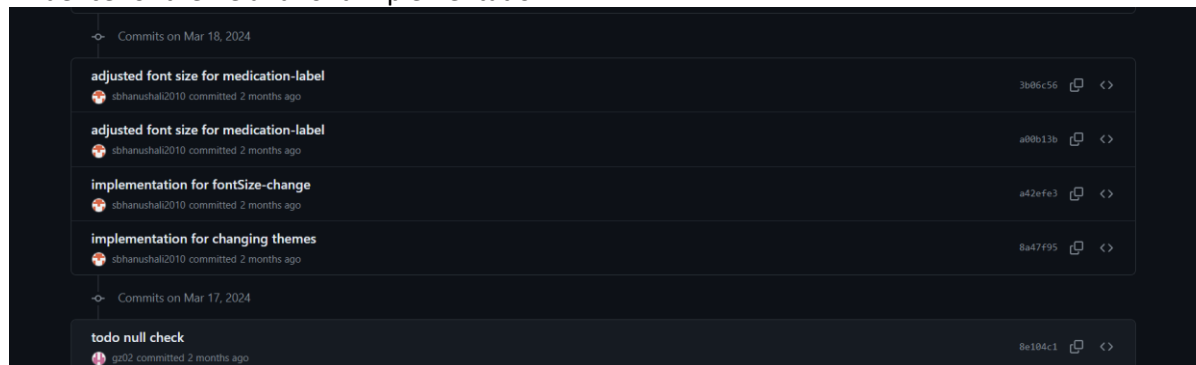 Commits on Mar 18, 2024
adjusted font size for medication-label
3b06c56
sbhanushali2010 committed 2 months ago
adjusted font size for medication-label
a00b13b
sbhanushali2010 committed 2 months ago
implementation for fontSize-change
a42efe3
sbhanushali2010 committed 2 months ago
implementation for changing themes
8a47f95
sbhanushali2010 committed 2 months ago
Commits on Mar 17, 2024
todo null check
8e104c1
gz02 committed 2 months ago